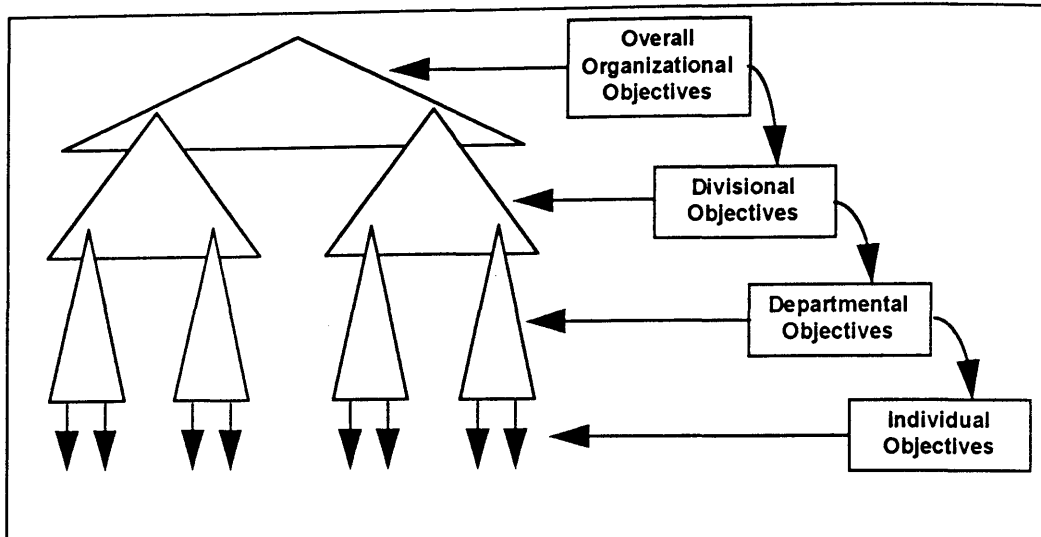 Overall
Organizational
Objectives
Divisional
Objectives
Departmental
Objectives
Individual
Objectives